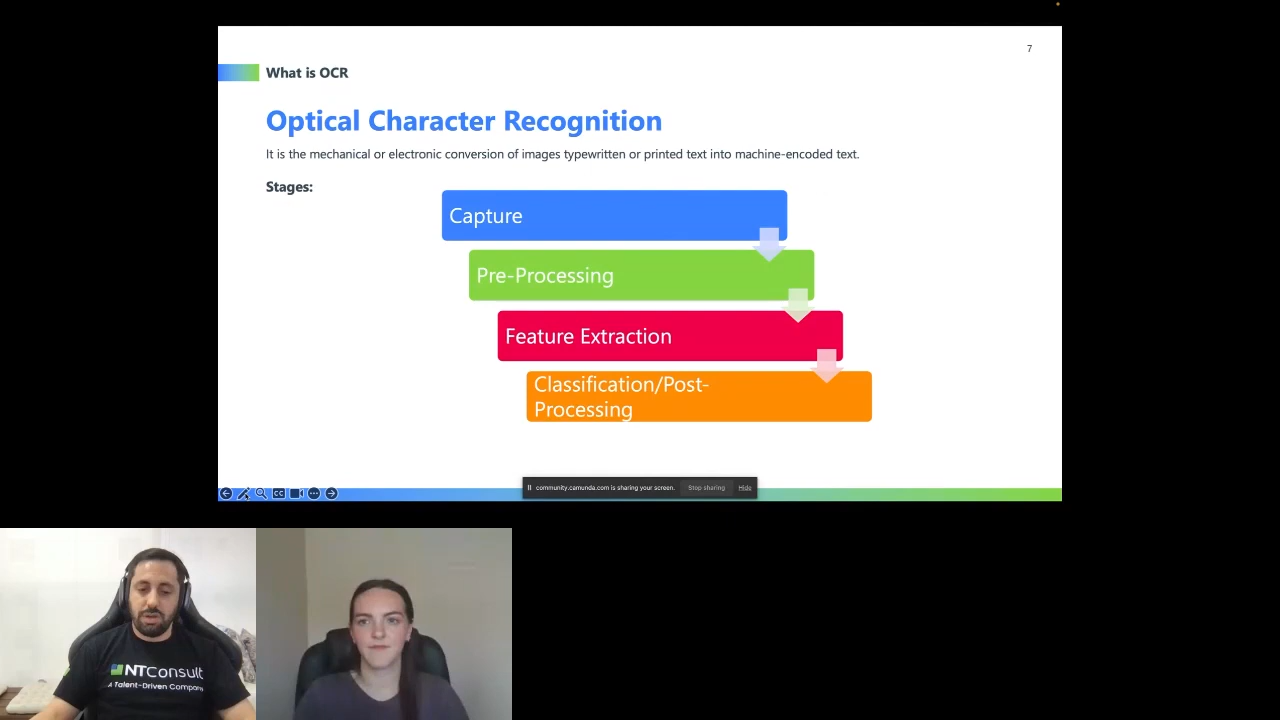 7
What is OCR
Optical Character Recognition
It is the mechanical or electronic conversion of images typewritten or printed text into machine-encoded text.
Stages:
Capture
Pre-Processing
Feature Extraction
Classification/Post-
Processing
community.camunda.com is sharing your screen. Stop sharing Hide
CC
NTConsult
A Talent-Driven Company